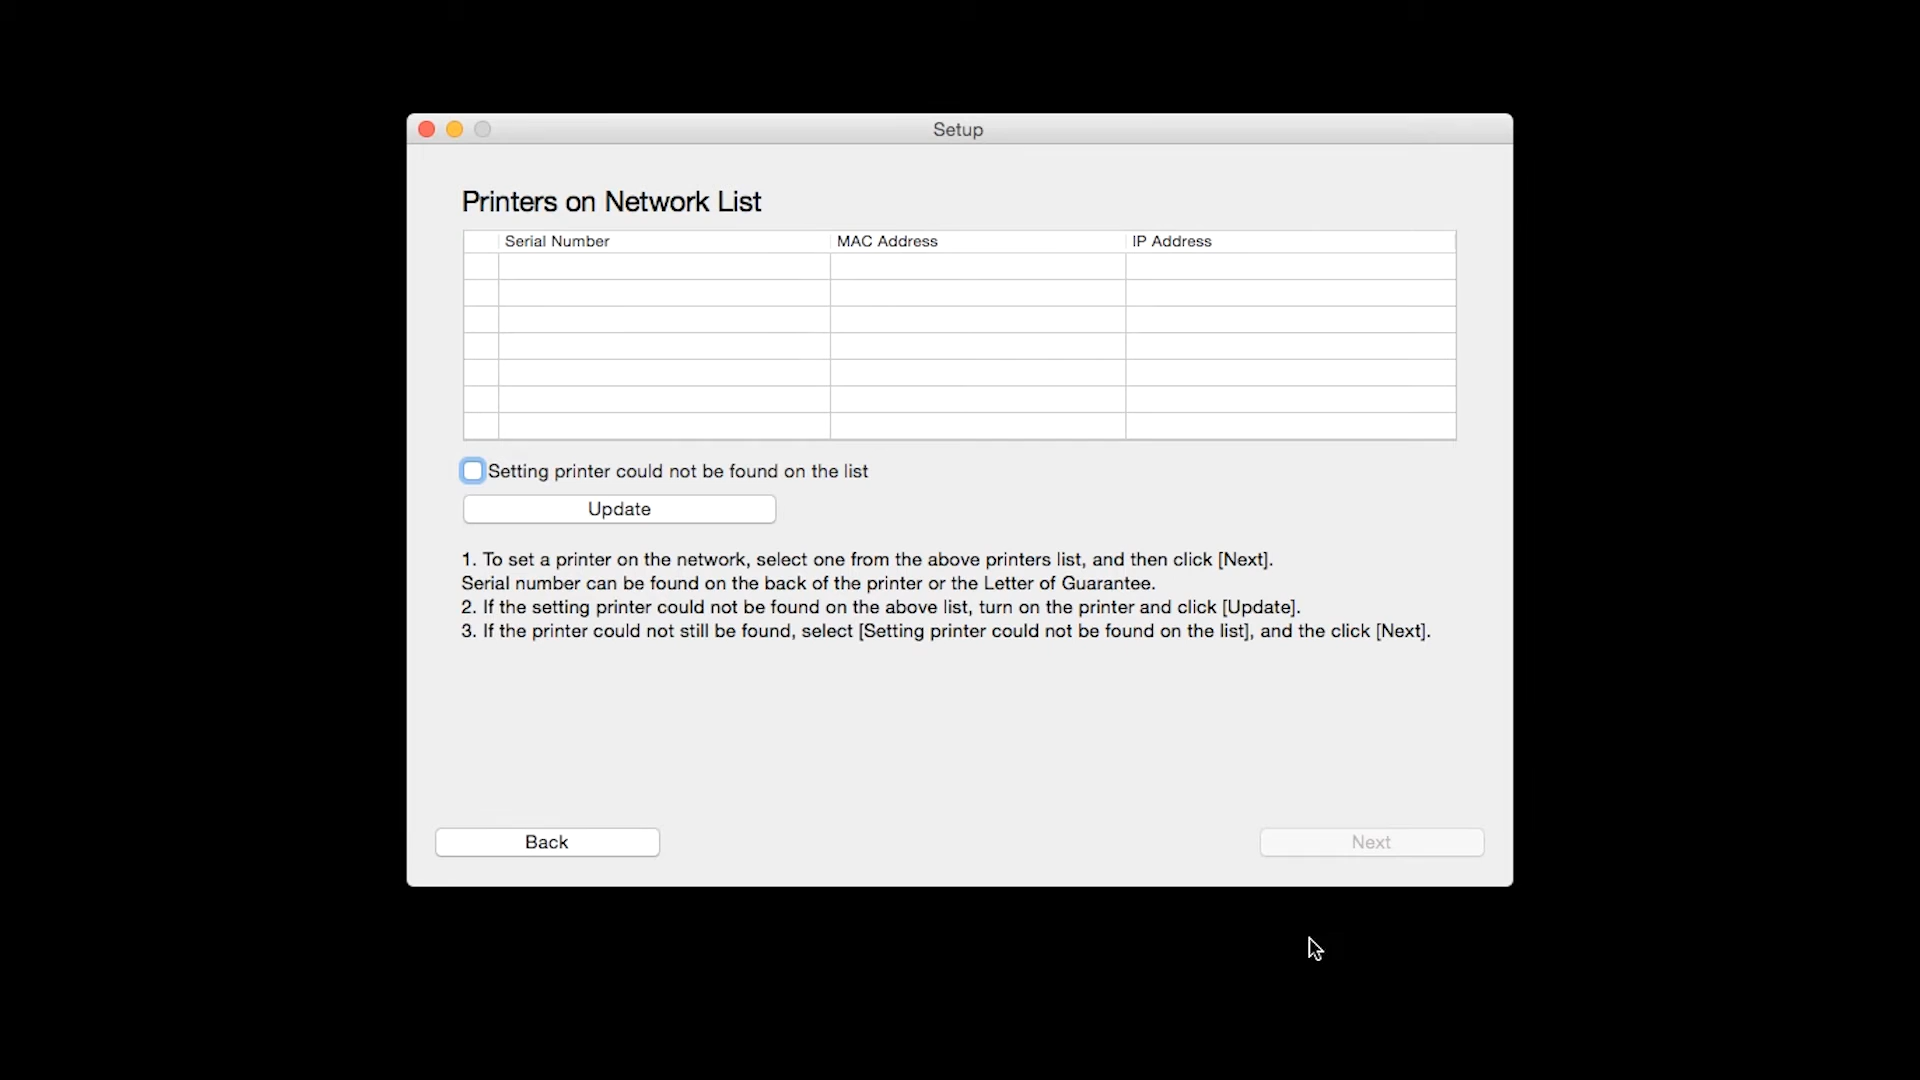 Setup
Printers on Network List
Serial Number MAC Address IP Address
Setting printer could not be found on the list
Update
1. To set a printer on the network, select one from the above printers list, and then click [Next].
Serial number can be found on the back of the printer or the Letter of Guarantee.
2. If the setting printer could not be found on the above list, turn on the printer and click [Update].
3. If the printer could not still be found, select [Setting printer could not be found on the list], and the click [Next].
Back Next